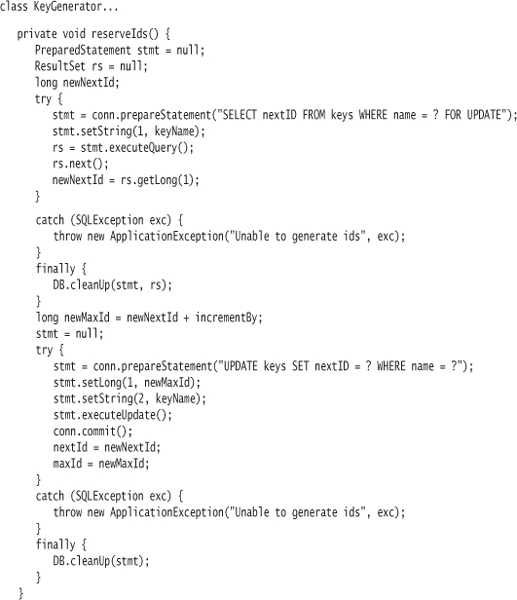 class KeyGenerator...
private void reserveIds() {
PreparedStatement stmt = null;
ResultSet rs = null;
long newNextId;
try {
stmt = conn.prepareStatement("SELECT nextID FROM keys WHERE name = ? FOR UPDATE");
stmt.setString(1, keyName);
rs = stmt.executeQuery();
rs.next();
newNextId = rs.getLong(1);
}
catch (SQLException exc) {
throw new ApplicationException("Unable to generate ids", exc);
}
finally {
DB.cleanUp(stmt, rs);
}
long newMaxId = newNextId + incrementBy;
stmt = null;
try {
stmt = conn.prepareStatement("UPDATE keys SET nextID = ? WHERE name = ?");
stmt.setLong(1, newMaxId);
stmt.setString(2, keyName);
stmt.executeUpdate();
conn.commit();
nextId = newNextId;
maxId = newMaxId;
}
catch (SQLException exc) {
throw new ApplicationException("Unable to generate ids", exc);
}
finally {
DB.cleanUp(stmt);
}
}